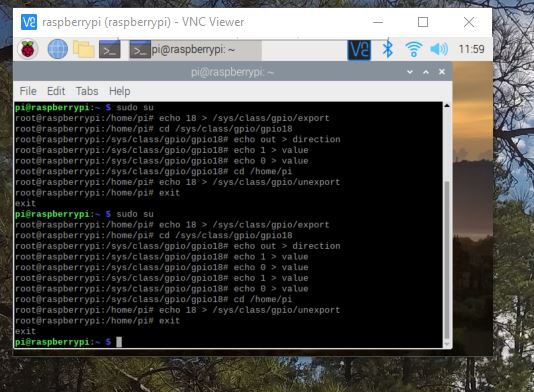 raspberrypi (raspberrypi) - VNC Viewer
pi@raspberrypi: ~
11:59
pi@raspberrypi: ~
File Edit Tabs Help
pi@raspberrypi:~ $ sudo su
root@raspberrypi:/home/pi# echo 18 > /sys/class/gpio/export
root@raspberrypi:/home/pi# cd /sys/class/gpio/gpio18
root@raspberrypi:/sys/class/gpio/gpio18# echo out > direction
root@raspberrypi:/sys/class/gpio/gpio18# echo 1 > value
root@raspberrypi:/sys/class/gpio/gpio18# echo 0 > value
root@raspberrypi:/sys/class/gpio/gpio18# cd /home/pi
root@raspberrypi:/home/pi# echo 18 > /sys/class/gpio/unexport
root@raspberrypi:/home/pi# exit
exit
pi@raspberrypi:~ $ sudo su
root@raspberrypi:/home/pi# echo 18 > /sys/class/gpio/export
root@raspberrypi:/home/pi# cd /sys/class/gpio/gpio18
root@raspberrypi:/sys/class/gpio/gpio18# echo out > direction
root@raspberrypi:/sys/class/gpio/gpio18# echo 1 > value
root@raspberrypi:/sys/class/gpio/gpio18# echo 0 > value
root@raspberrypi:/sys/class/gpio/gpio18# echo 1 > value
root@raspberrypi:/sys/class/gpio/gpio18# echo 0 > value
root@raspberrypi:/sys/class/gpio/gpio18# cd /home/pi
root@raspberrypi:/home/pi# echo 18 > /sys/class/gpio/unexport
root@raspberrypi:/home/pi# exit
exit
pi@raspberrypi:~ $